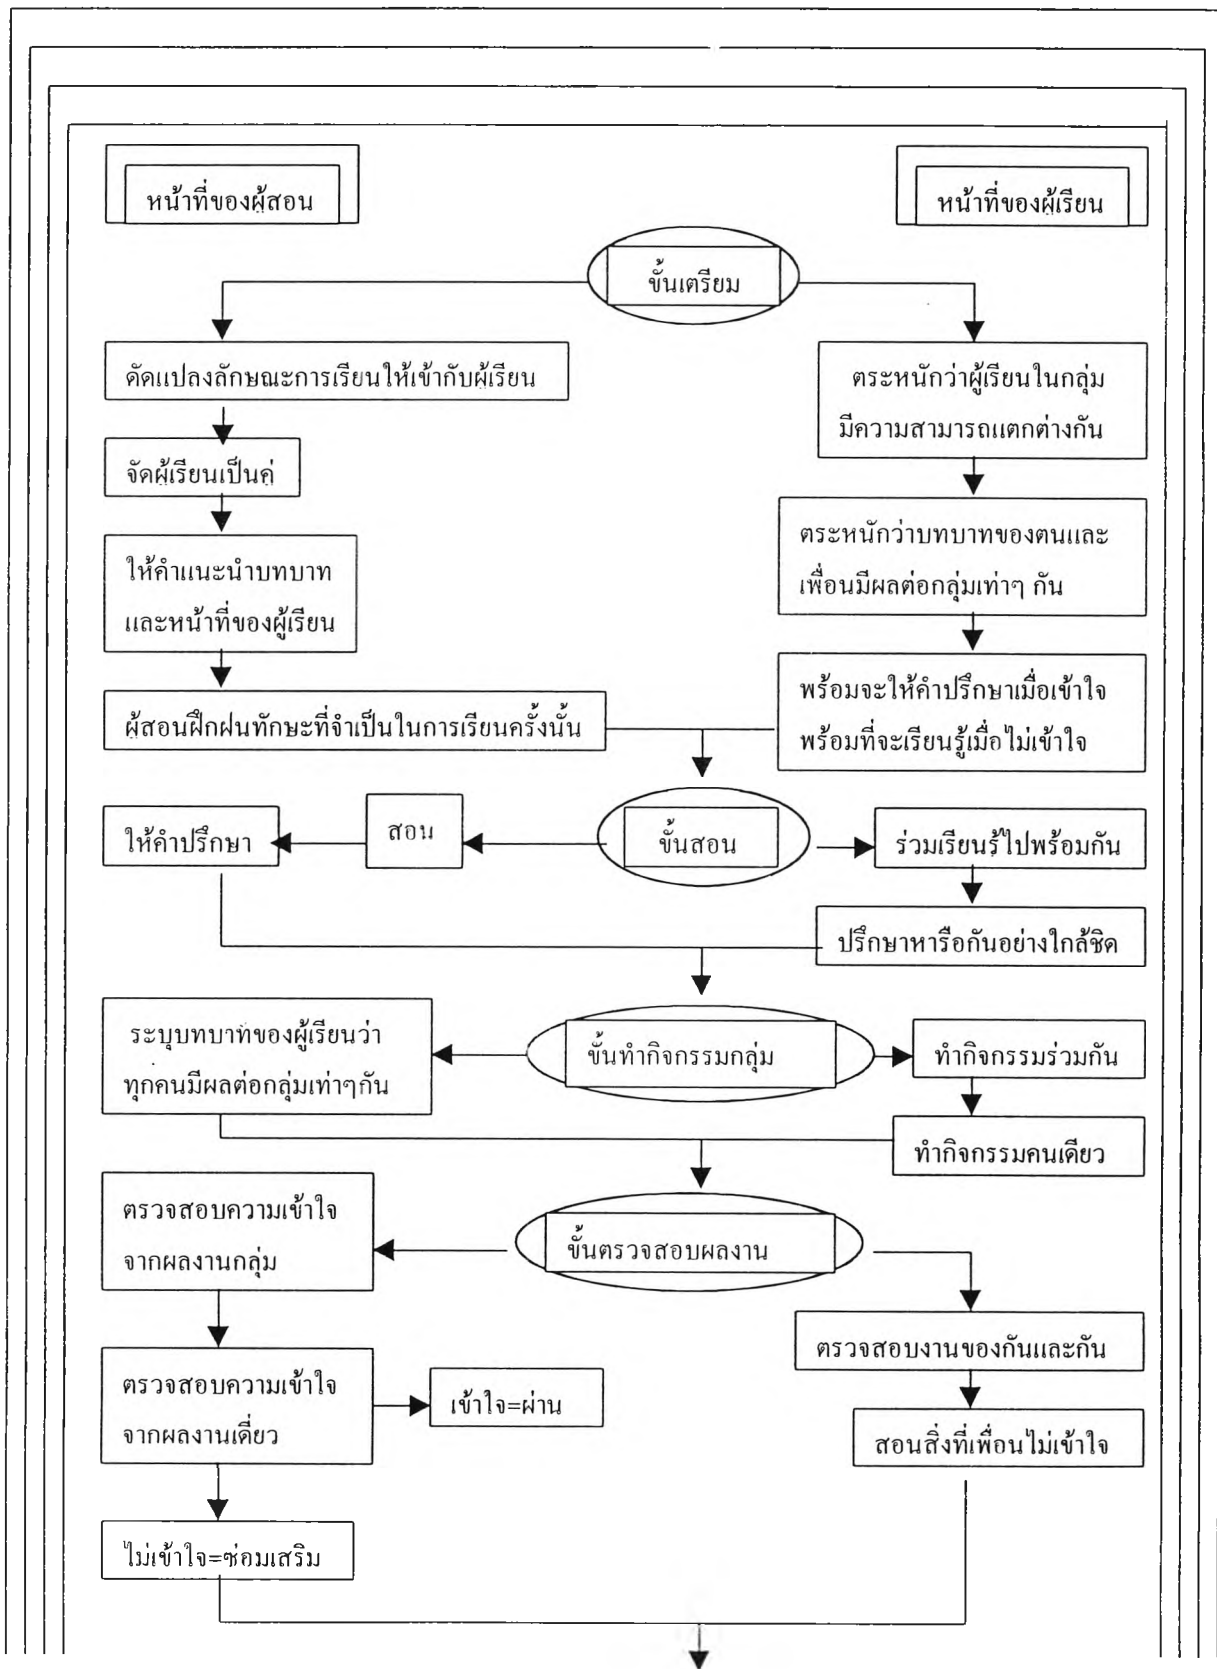 หน้าที่ของผู้สอน
หน้าที่ของผู้เรียน
ขั้นเตรียม
ดัดแปลงลักษณะการเรียนให้เข้ากับผู้เรียน
ตระหนักว่าผู้เรียนในกลุ่ม
มีความสามารถแตกต่างกัน
จัดผู้เรียนเป็นคู่
ตระหนักว่าบทบาทของตนและ
เพื่อนมีผลต่อกลุ่มเท่าๆ กัน
ให้คำแนะนำบทบาท
และหน้าที่ของผู้เรียน
พร้อมจะให้คำปรึกษาเมื่อเข้าใจ
พร้อมที่จะเรียนรู้เมื่อไม่เข้าใจ
ผู้สอนฝึกฝนทักษะที่จำเป็นในการเรียนครั้งนั้น
ให้คำปรึกษา
สอน
ขั้นสอน
ร่วมเรียนรู้ไปพร้อมกัน
ปรึกษาหารือกันอย่างใกล้ชิด
ระบุบทบาทของผู้เรียนว่า
ทุกคนมีผลต่อกลุ่มเท่าๆกัน
ขั้นทำกิจกรรมกลุ่ม
ทำกิจกรรมร่วมกัน
ทำกิจกรรมคนเดียว
ตรวจสอบความเข้าใจ
จากผลงานกลุ่ม
ขั้นตรวจสอบผลงาน
ตรวจสอบงานของกันและกัน
ตรวจสอบความเข้าใจ
จากผลงานเดี่ยว
เข้าใจ=ผ่าน
สอนสิ่งที่เพื่อนไม่เข้าใจ
ไม่เข้าใจ=ซ่อมเสริม